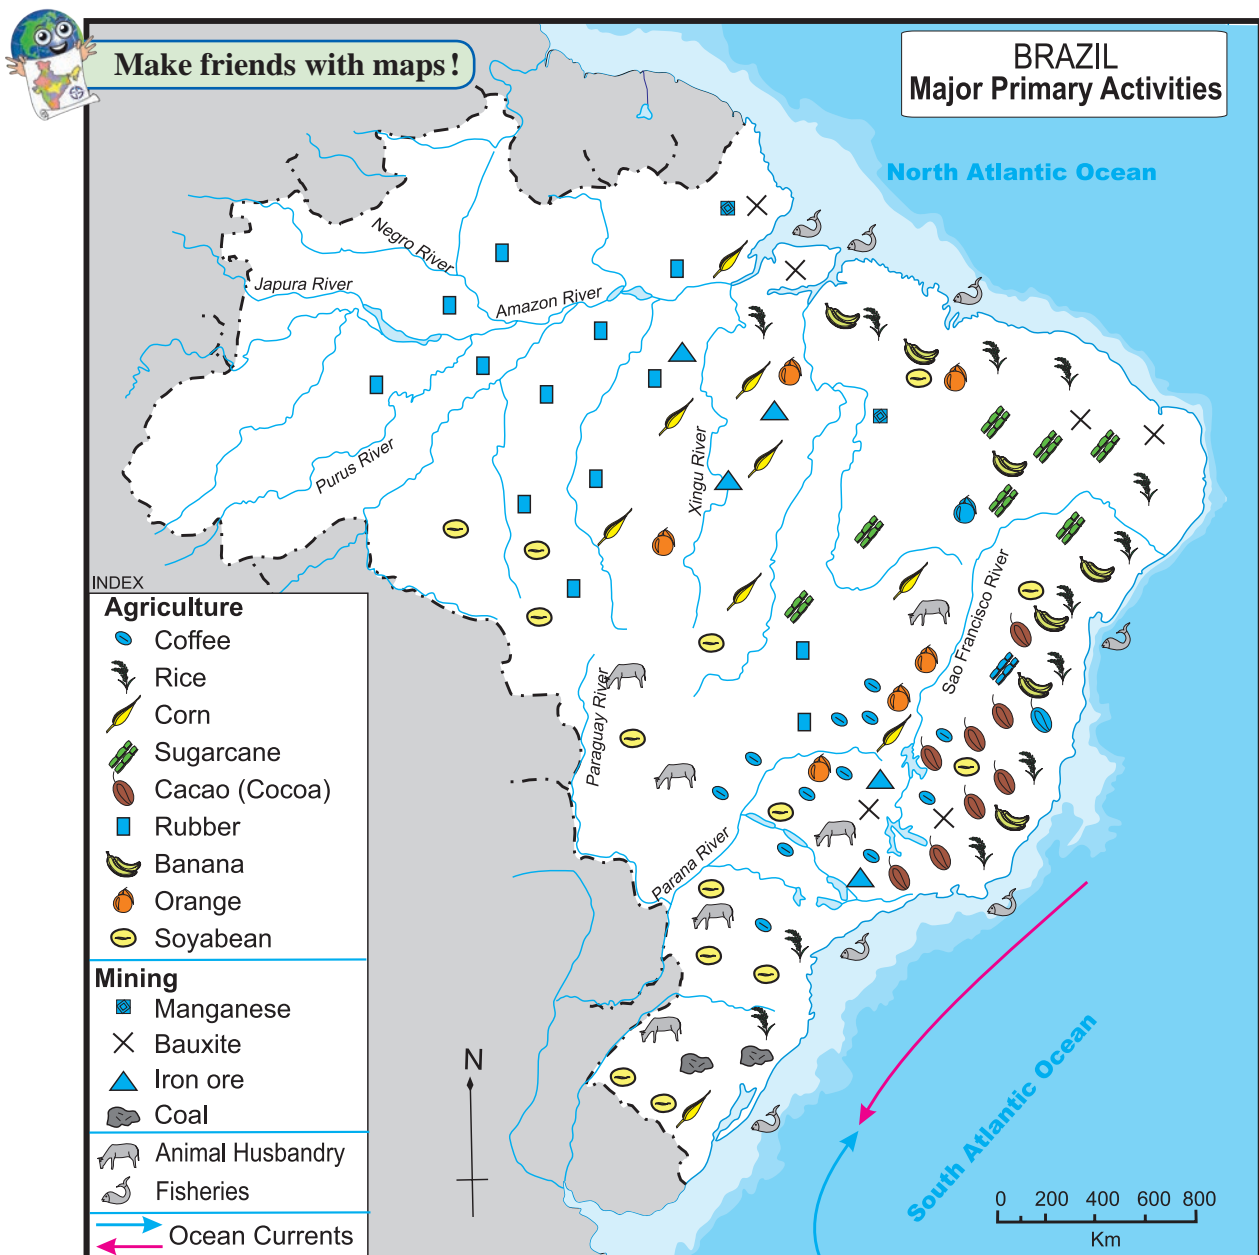 Make friends with maps!
BRAZIL
Major Primary Activities
North Atlantic Ocean
Negro River
Japura River
Amazon River
Purus River
Xingu River
Sao Francisco River
Paraguay River
Parana River
South Atlantic Ocean
INDEX
Agriculture
Coffee
Rice
Corn
Sugarcane
Cacao (Cocoa)
Rubber
Banana
Orange
Soyabean
Mining
Manganese
Bauxite
Iron ore
Coal
Animal Husbandry
Fisheries
Ocean Currents
N
0 200 400 600 800
Km